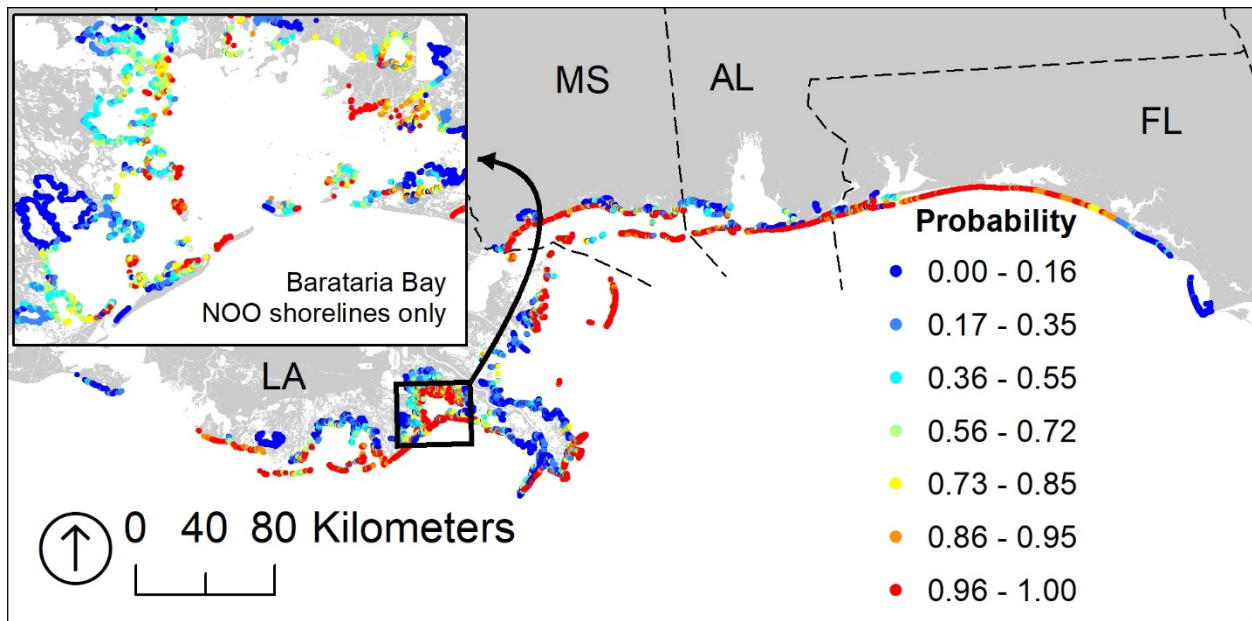 MS
AL
FL
Barataria Bay
NOO shorelines only
LA
Probability
0.00 - 0.16
0.17 - 0.35
0.36 - 0.55
0.56 - 0.72
0.73 - 0.85
0.86 - 0.95
0.96 - 1.00
0 40 80 Kilometers